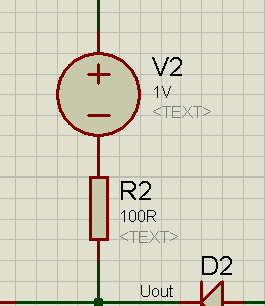 V2
1V
<TEXT>
R2
100R
<TEXT>
D2
Uout